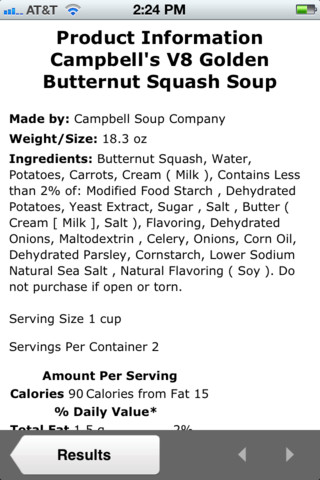 AT&T 2:24 PM
Product Information
Campbell's V8 Golden
Butternut Squash Soup
Made by: Campbell Soup Company
Weight/Size: 18.3 oz
Ingredients: Butternut Squash, Water,
Potatoes, Carrots, Cream ( Milk ), Contains Less
than 2% of: Modified Food Starch , Dehydrated
Potatoes, Yeast Extract, Sugar , Salt , Butter (
Cream [ Milk ], Salt ), Flavoring, Dehydrated
Onions, Maltodextrin , Celery, Onions, Corn Oil,
Dehydrated Parsley, Cornstarch, Lower Sodium
Natural Sea Salt , Natural Flavoring ( Soy ). Do
not purchase if open or torn.
Serving Size 1 cup
Servings Per Container 2
Amount Per Serving
Calories 90 Calories from Fat 15
% Daily Value*
Total Fat 1.5 g 2%
Results